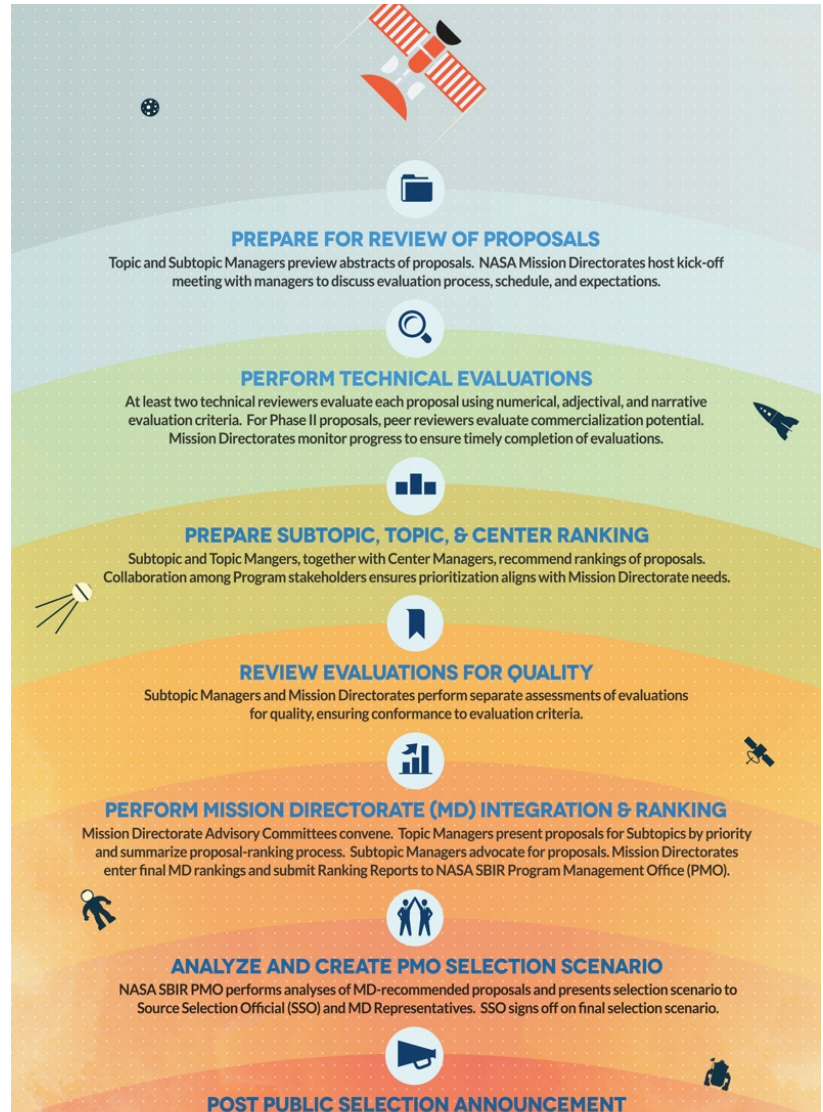 PREPARE FOR REVIEW OF PROPOSALS
Topic and Subtopic Managers preview abstracts of proposals. NASA Mission Directorates host kick-off
meeting with managers to discuss evaluation process, schedule, and expectations.
PERFORM TECHNICAL EVALUATIONS
At least two technical reviewers evaluate each proposal using numerical, adjectival, and narrative
evaluation criteria. For Phase II proposals, peer reviewers evaluate commercialization potential.
Mission Directorates monitor progress to ensure timely completion of evaluations.
PREPARE SUBTOPIC, TOPIC, & CENTER RANKING
Subtopic and Topic Mangers, together with Center Managers, recommend rankings of proposals.
Collaboration among Program stakeholders ensures prioritization aligns with Mission Directorate needs.
REVIEW EVALUATIONS FOR QUALITY
Subtopic Managers and Mission Directorates perform separate assessments of evaluations
for quality, ensuring conformance to evaluation criteria.
PERFORM MISSION DIRECTORATE (MD) INTEGRATION & RANKING
Mission Directorate Advisory Committees convene. Topic Managers present proposals for Subtopics by priority
and summarize proposal-ranking process. Subtopic Managers advocate for proposals. Mission Directorates
enter final MD rankings and submit Ranking Reports to NASA SBIR Program Management Office (PMO).
ANALYZE AND CREATE PMO SELECTION SCENARIO
NASA SBIR PMO performs analyses of MD-recommended proposals and presents selection scenario to
Source Selection Official (SSO) and MD Representatives. SSO signs off on final selection scenario.
POST PUBLIC SELECTION ANNOUNCEMENT